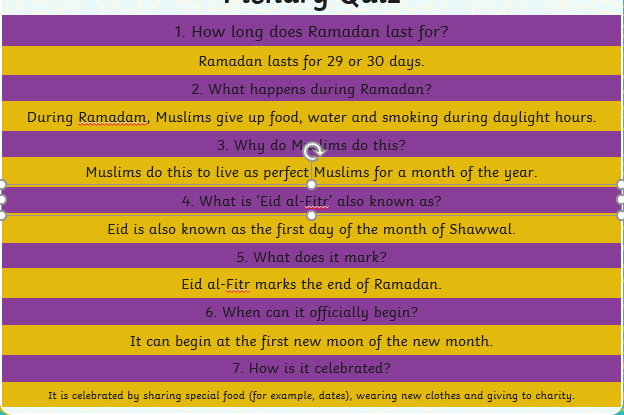 Plenary Quiz
1. How long does Ramadan last for?
Ramadan lasts for 29 or 30 days.
2. What happens during Ramadan?
During Ramadam, Muslims give up food, water and smoking during daylight hours.
3. Why do Muslims do this?
Muslims do this to live as perfect Muslims for a month of the year.
4. What is 'Eid al-Fitr' also known as?
Eid is also known as the first day of the month of Shawwal.
5. What does it mark?
Eid al-Fitr marks the end of Ramadan.
6. When can it officially begin?
It can begin at the first new moon of the new month.
7. How is it celebrated?
It is celebrated by sharing special food (for example, dates), wearing new clothes and giving to charity.